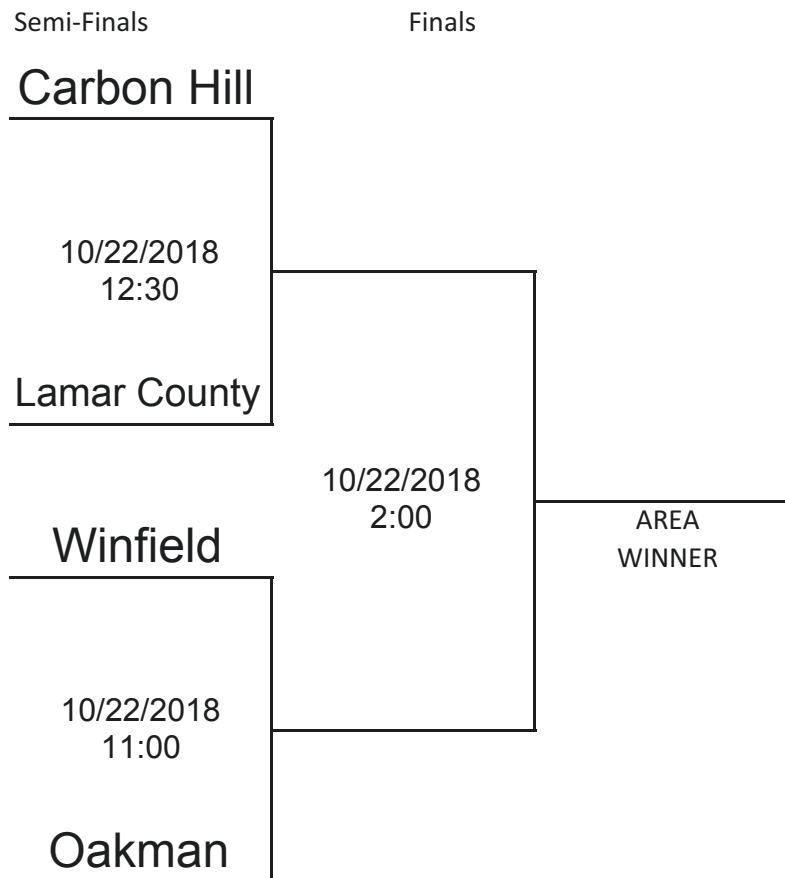 Semi-Finals
Finals
Carbon Hill
10/22/2018
12:30
Lamar County
10/22/2018
2:00
AREA
WINNER
Winfield
10/22/2018
11:00
Oakman